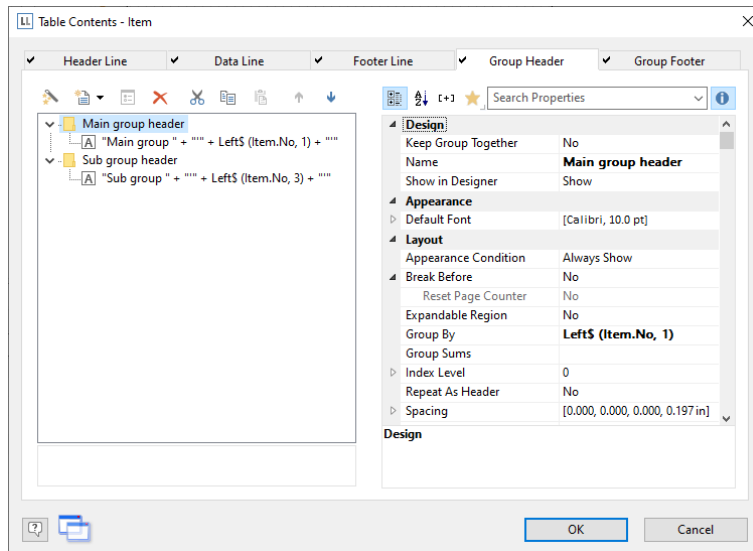 LL Table Contents - Item
Header Line Data Line Footer Line Group Header Group Footer
Search Properties
Main group header
"Main group " + "'" + Left$ (Item.No, 1) + "'"
Sub group header
"Sub group " + "'" + Left$ (Item.No, 3) + "'"
Design
Keep Group Together No
Name Main group header
Show in Designer Show
Appearance
Default Font [Calibri, 10.0 pt]
Layout
Appearance Condition Always Show
Break Before No
Reset Page Counter No
Expandable Region No
Group By Left$ (Item.No, 1)
Group Sums
Index Level 0
Repeat As Header No
Spacing [0.000, 0.000, 0.000, 0.197 in]
Design
OK Cancel